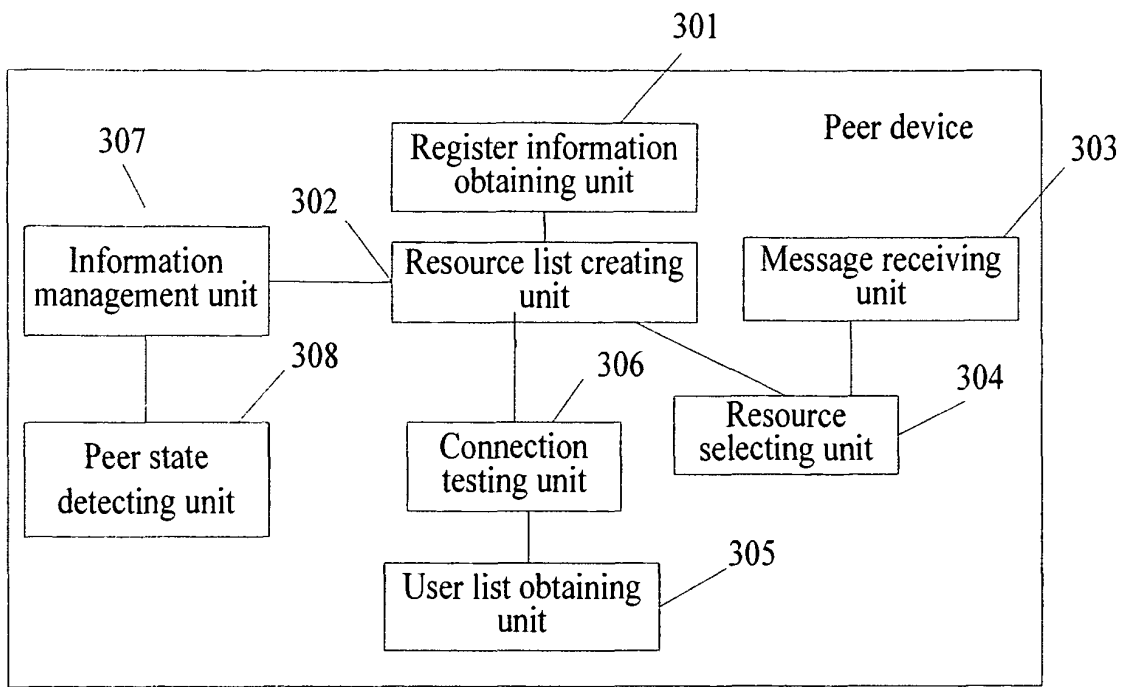 301
Peer device
307
Register information
obtaining unit
303
302
Information
management unit
Resource list creating
unit
Message receiving
unit
308
306
304
Peer state
detecting unit
Connection
testing unit
Resource
selecting unit
305
User list obtaining
unit